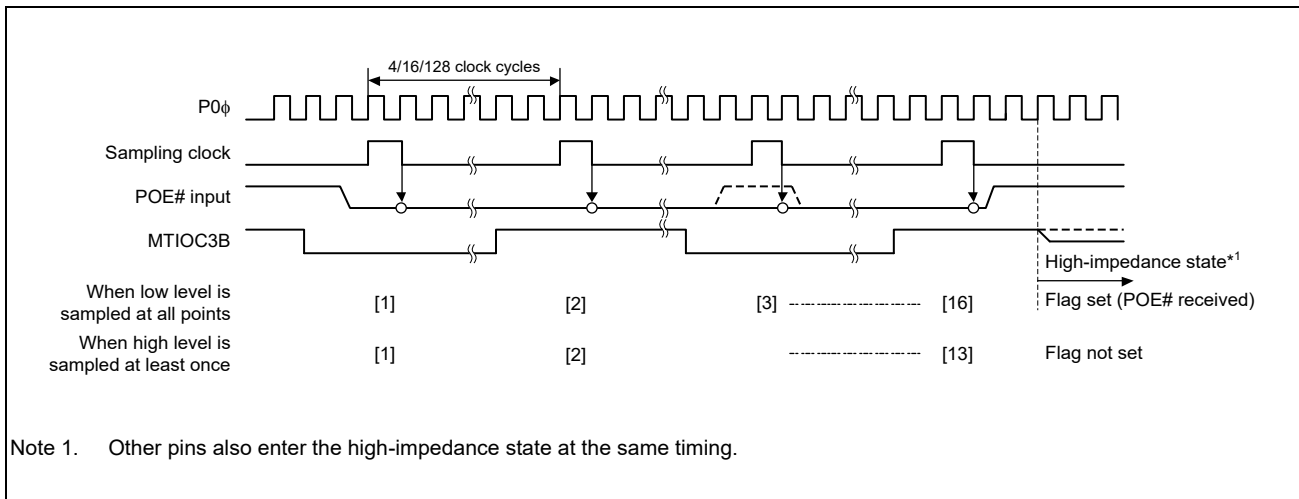 4/16/128 clock cycles
P0ϕ
Sampling clock
POE# input
MTIOC3B
High-impedance state*1
When low level is
sampled at all points
[1] [2] [3] [16] Flag set (POE# received)
When high level is
sampled at least once
[1] [2] [13] Flag not set
Note 1. Other pins also enter the high-impedance state at the same timing.